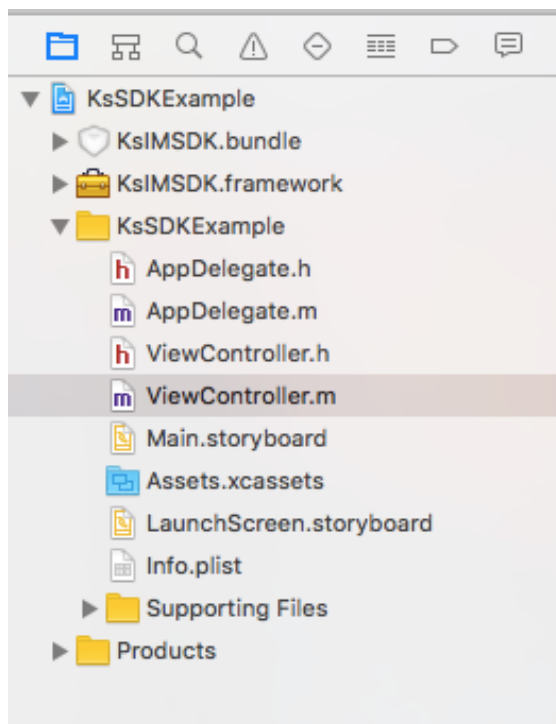 KsSDKExample
KsIMSDK.bundle
KsIMSDK.framework
KsSDKExample
h AppDelegate.h
m AppDelegate.m
h ViewController.h
m ViewController.m
Main.storyboard
Assets.xcassets
LaunchScreen.storyboard
Info.plist
Supporting Files
Products